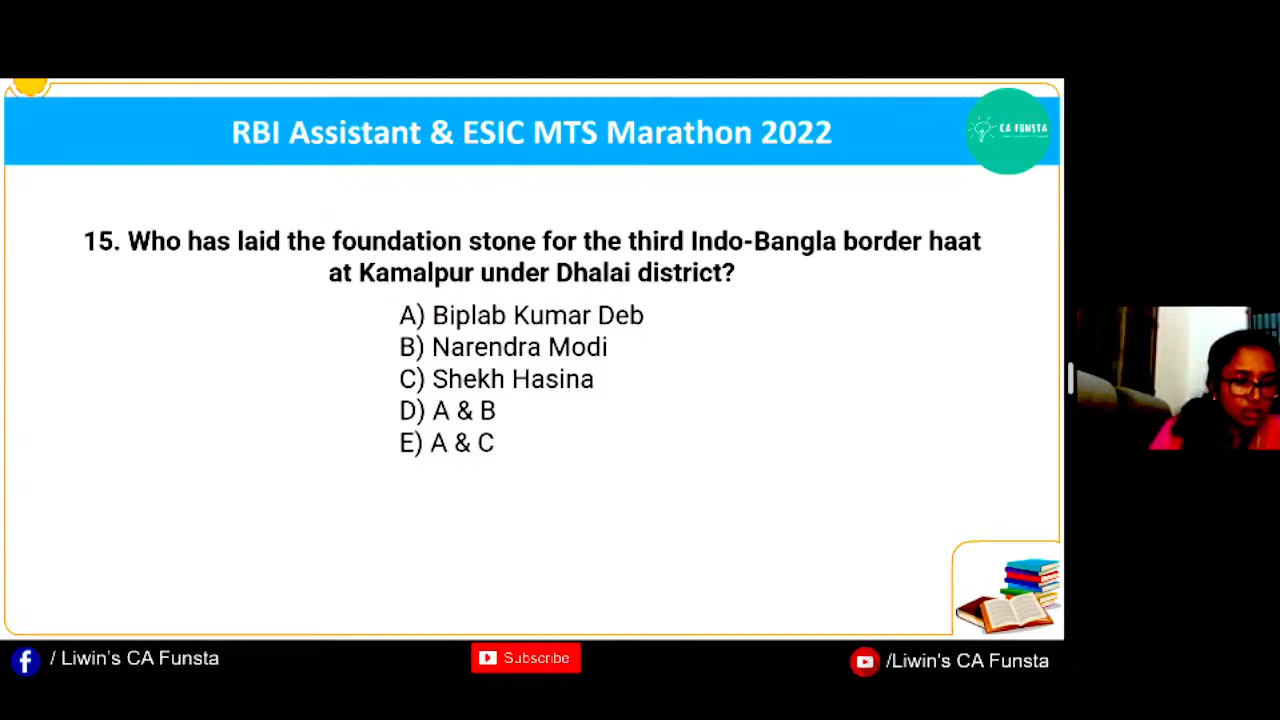 RBI Assistant & ESIC MTS Marathon 2022
CA FUNSTA
15. Who has laid the foundation stone for the third Indo-Bangla border haat
at Kamalpur under Dhalai district?
A) Biplab Kumar Deb
B) Narendra Modi
C) Shekh Hasina
D) A & B
E) A & C
/ Liwin's CA Funsta
Subscribe
/Liwin's CA Funsta